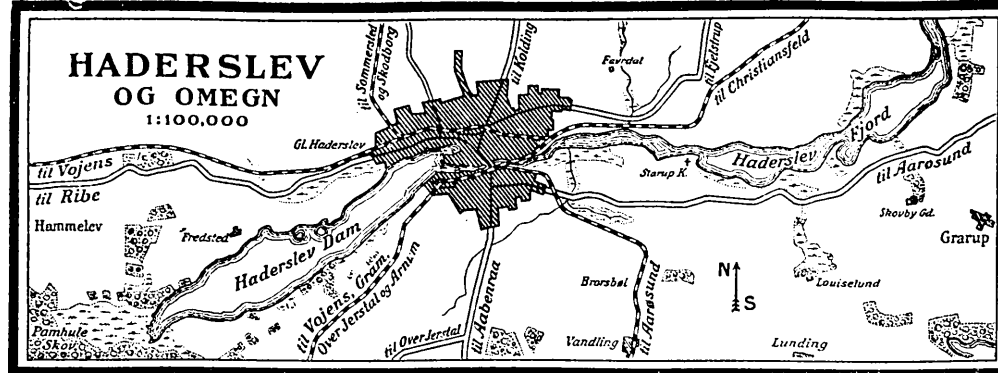 HADERSLEV
OG OMEGN
1:100,000
til Sommersted
og Skodborg
til Kolding
Favrdal
til Fjelstrup
til Christiansfeld
Gl. Haderslev
til Vojens
til Ribe
Hammelev
Fredsted
Haderslev Dam
Pamhule
Skov
til Vojens, Gram,
Over Jerstal og Arnum
til Over Jerstal
til Aabenraa
Starup K.
Haderslev Fjord
til Aarøsund
Skovby Gd.
Grarup
N
S
Brorsbøl
Louiselund
Vandling
til Aarøsund
Lunding